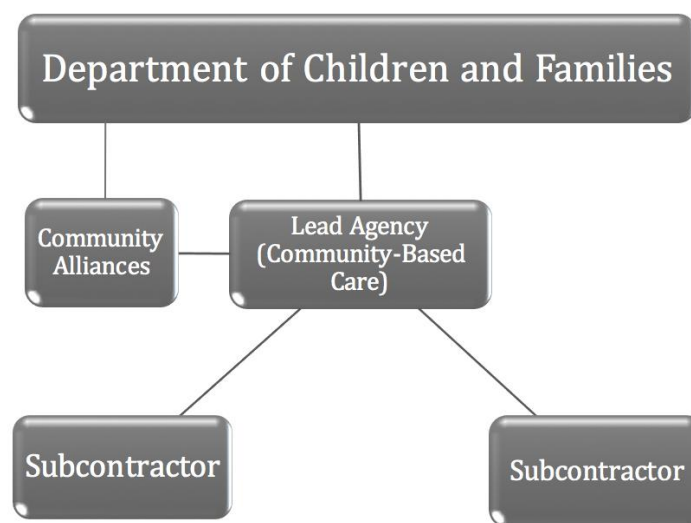 Department of Children and Families
Community
Alliances
Lead Agency
(Community-Based
Care)
Subcontractor
Subcontractor